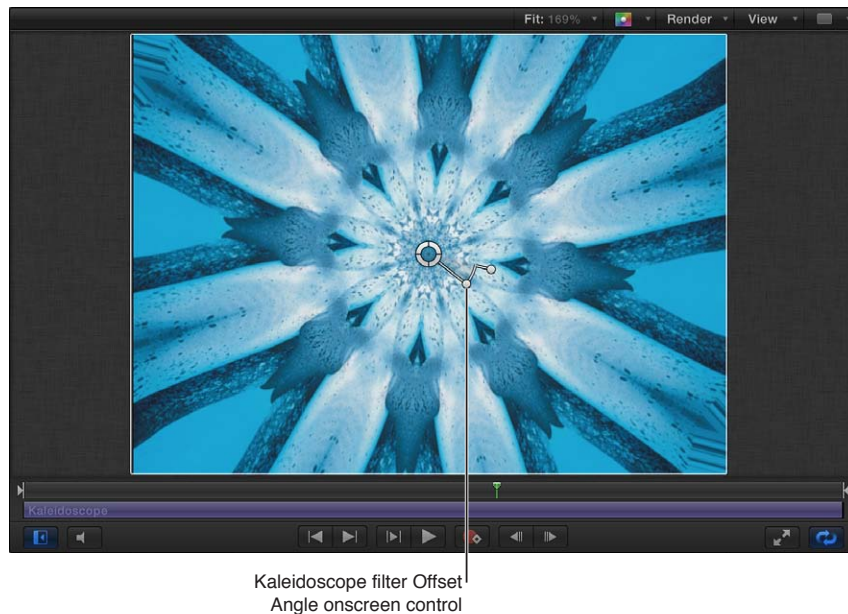 Fit: 169% Render View
Kaleidoscope
Kaleidoscope filter Offset
Angle onscreen control